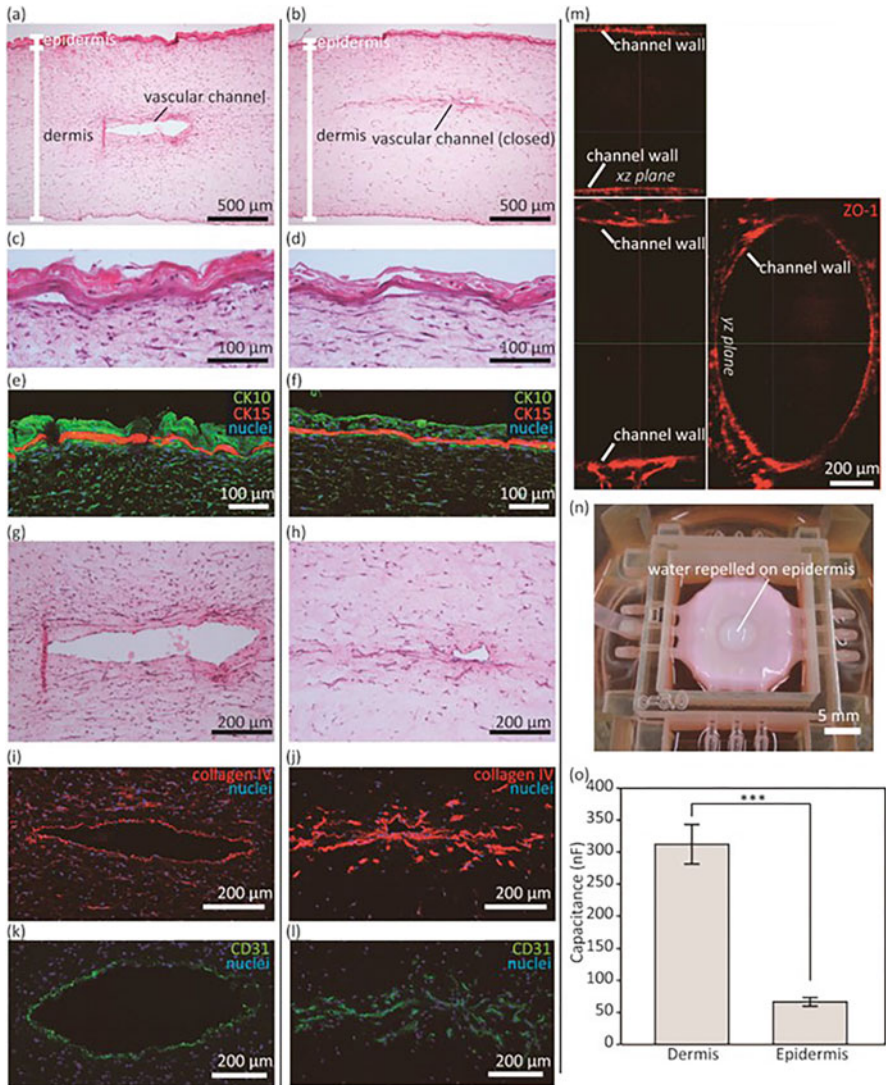 (a)
epidermis
vascular channel
dermis
500 µm
(b)
epidermis
dermis
vascular channel (closed)
500 µm
(c)
100 µm
(d)
100 µm
(e)
CK10
CK15
nuclei
100 µm
(f)
CK10
CK15
nuclei
100 µm
(g)
200 µm
(h)
200 µm
(i)
collagen IV
nuclei
200 µm
(j)
collagen IV
nuclei
200 µm
(k)
CD31
nuclei
200 µm
(l)
CD31
nuclei
200 µm
(m)
channel wall
channel wall
xz plane
channel wall
channel wall
ZO-1
channel wall
yz plane
200 µm
(n)
water repelled on epidermis
5 mm
(o)
***
Capacitance (nF)
400
350
300
250
200
150
100
50
0
Dermis
Epidermis